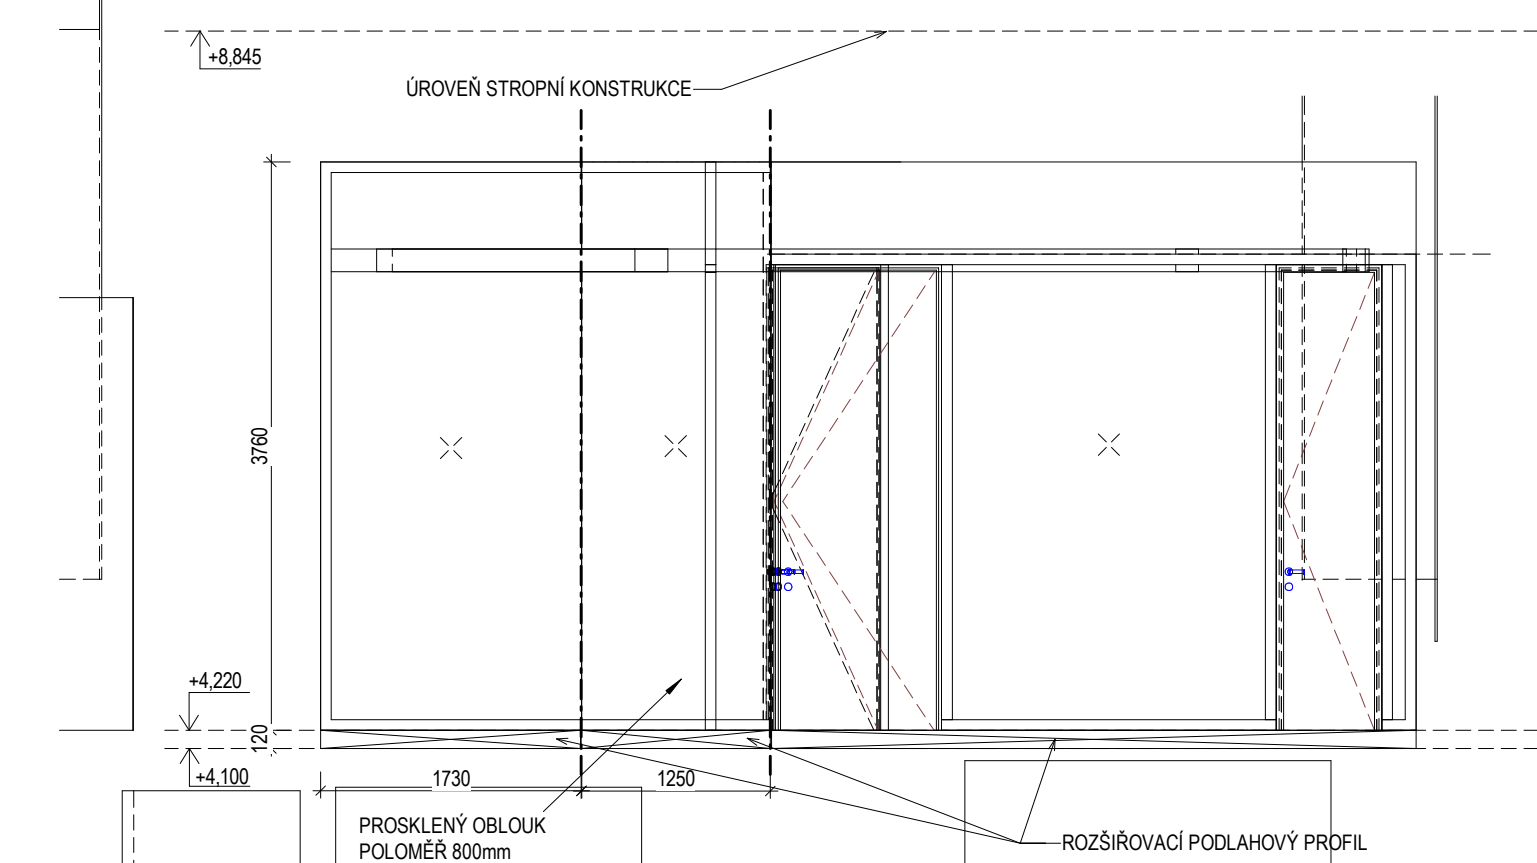 +8,845
ÚROVEŇ STROPNÍ KONSTRUKCE
3760
+4,220
120
+4,100
1730
1250
PROSKLENÝ OBLOUK
POLOMĚŘ 800mm
ROZŠIŘOVACÍ PODLAHOVÝ PROFIL